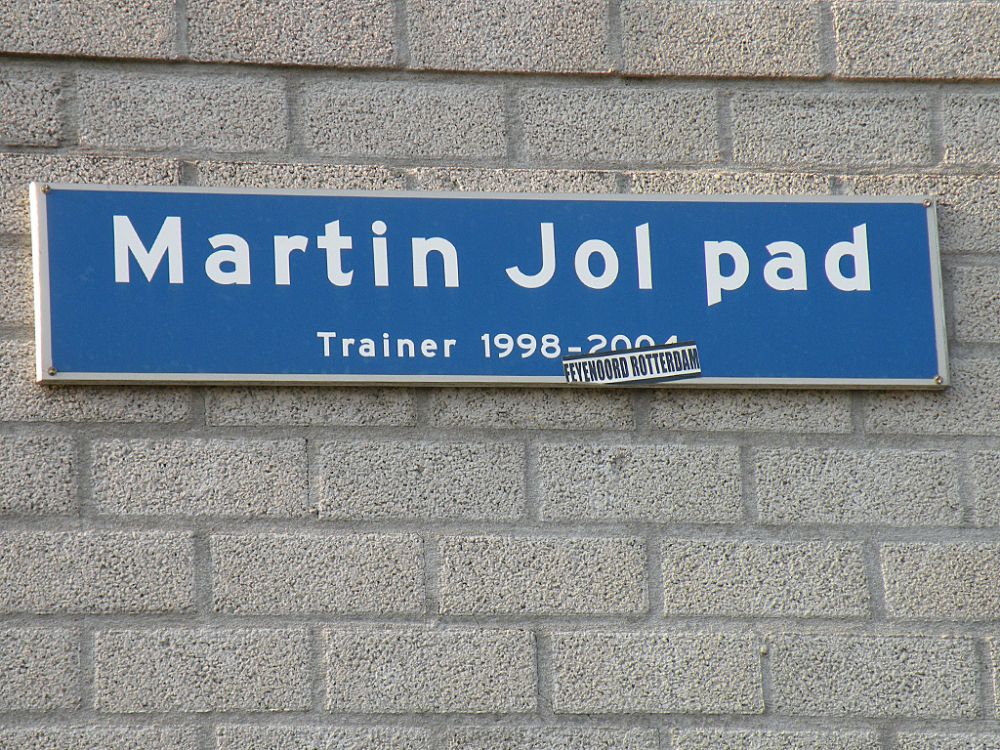 Martin Jol pad
Trainer 1998-2004
FEYENOORD ROTTERDAM